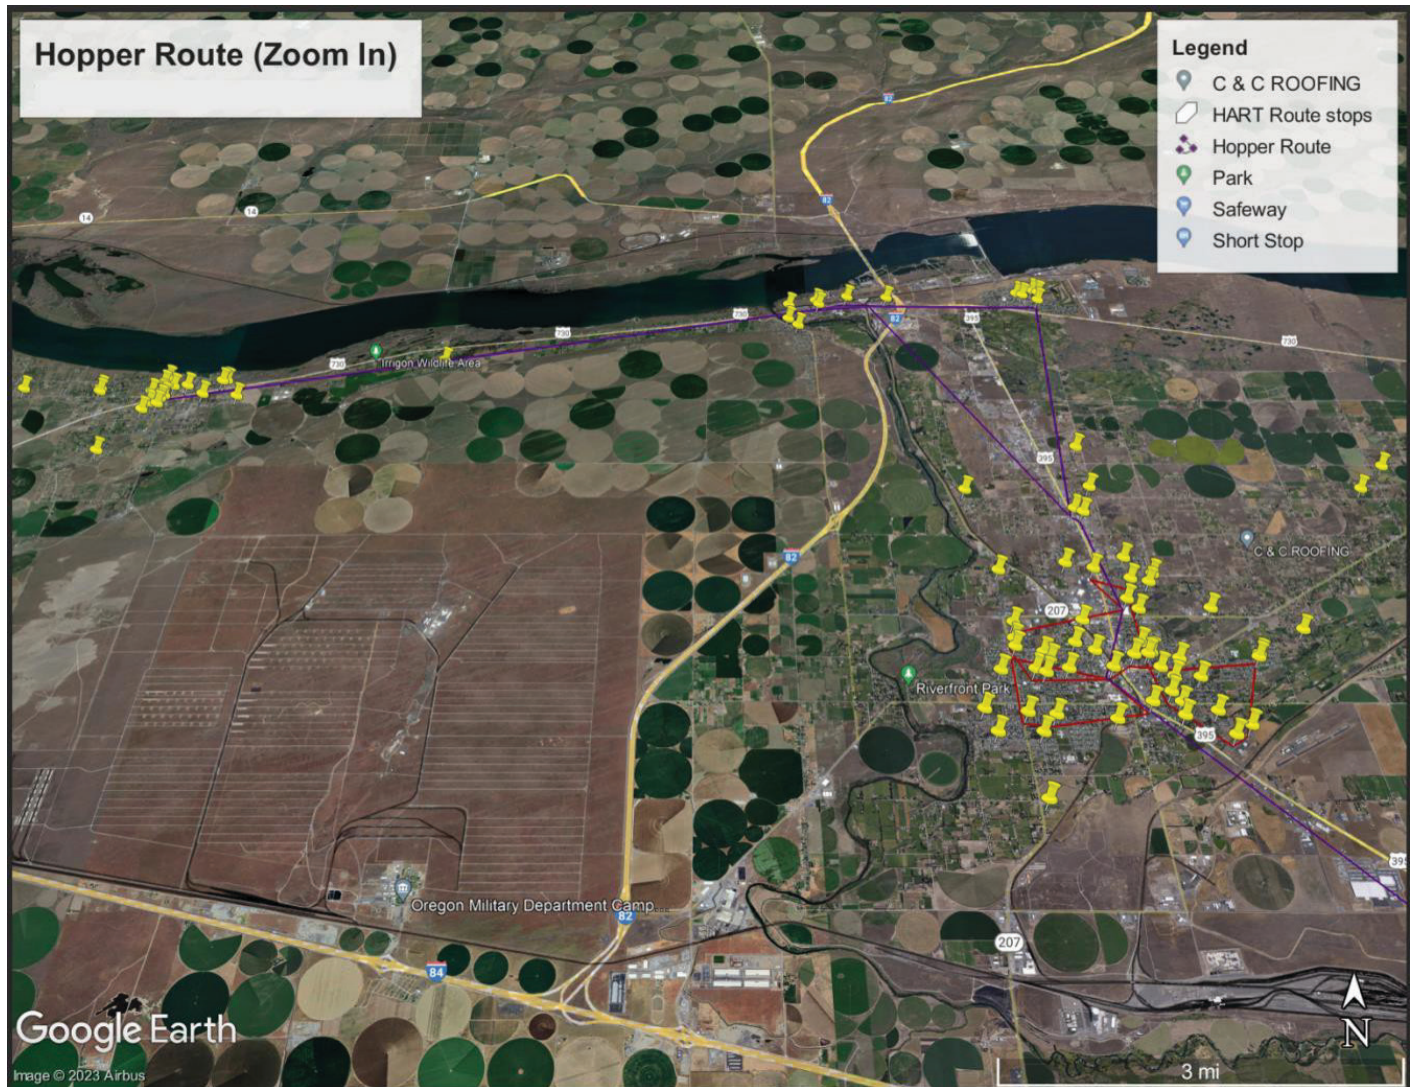 Hopper Route (Zoom In)
Legend
C & C ROOFING
HART Route stops
Hopper Route
Park
Safeway
Short Stop
82
14
14
82
82
730
730
730
395
730
Irrigon Wildlife Area
395
82
C & C ROOFING
207
Riverfront Park
395
395
Oregon Military Department Camp...
82
207
84
Google Earth
N
3 mi
Image © 2023 Airbus